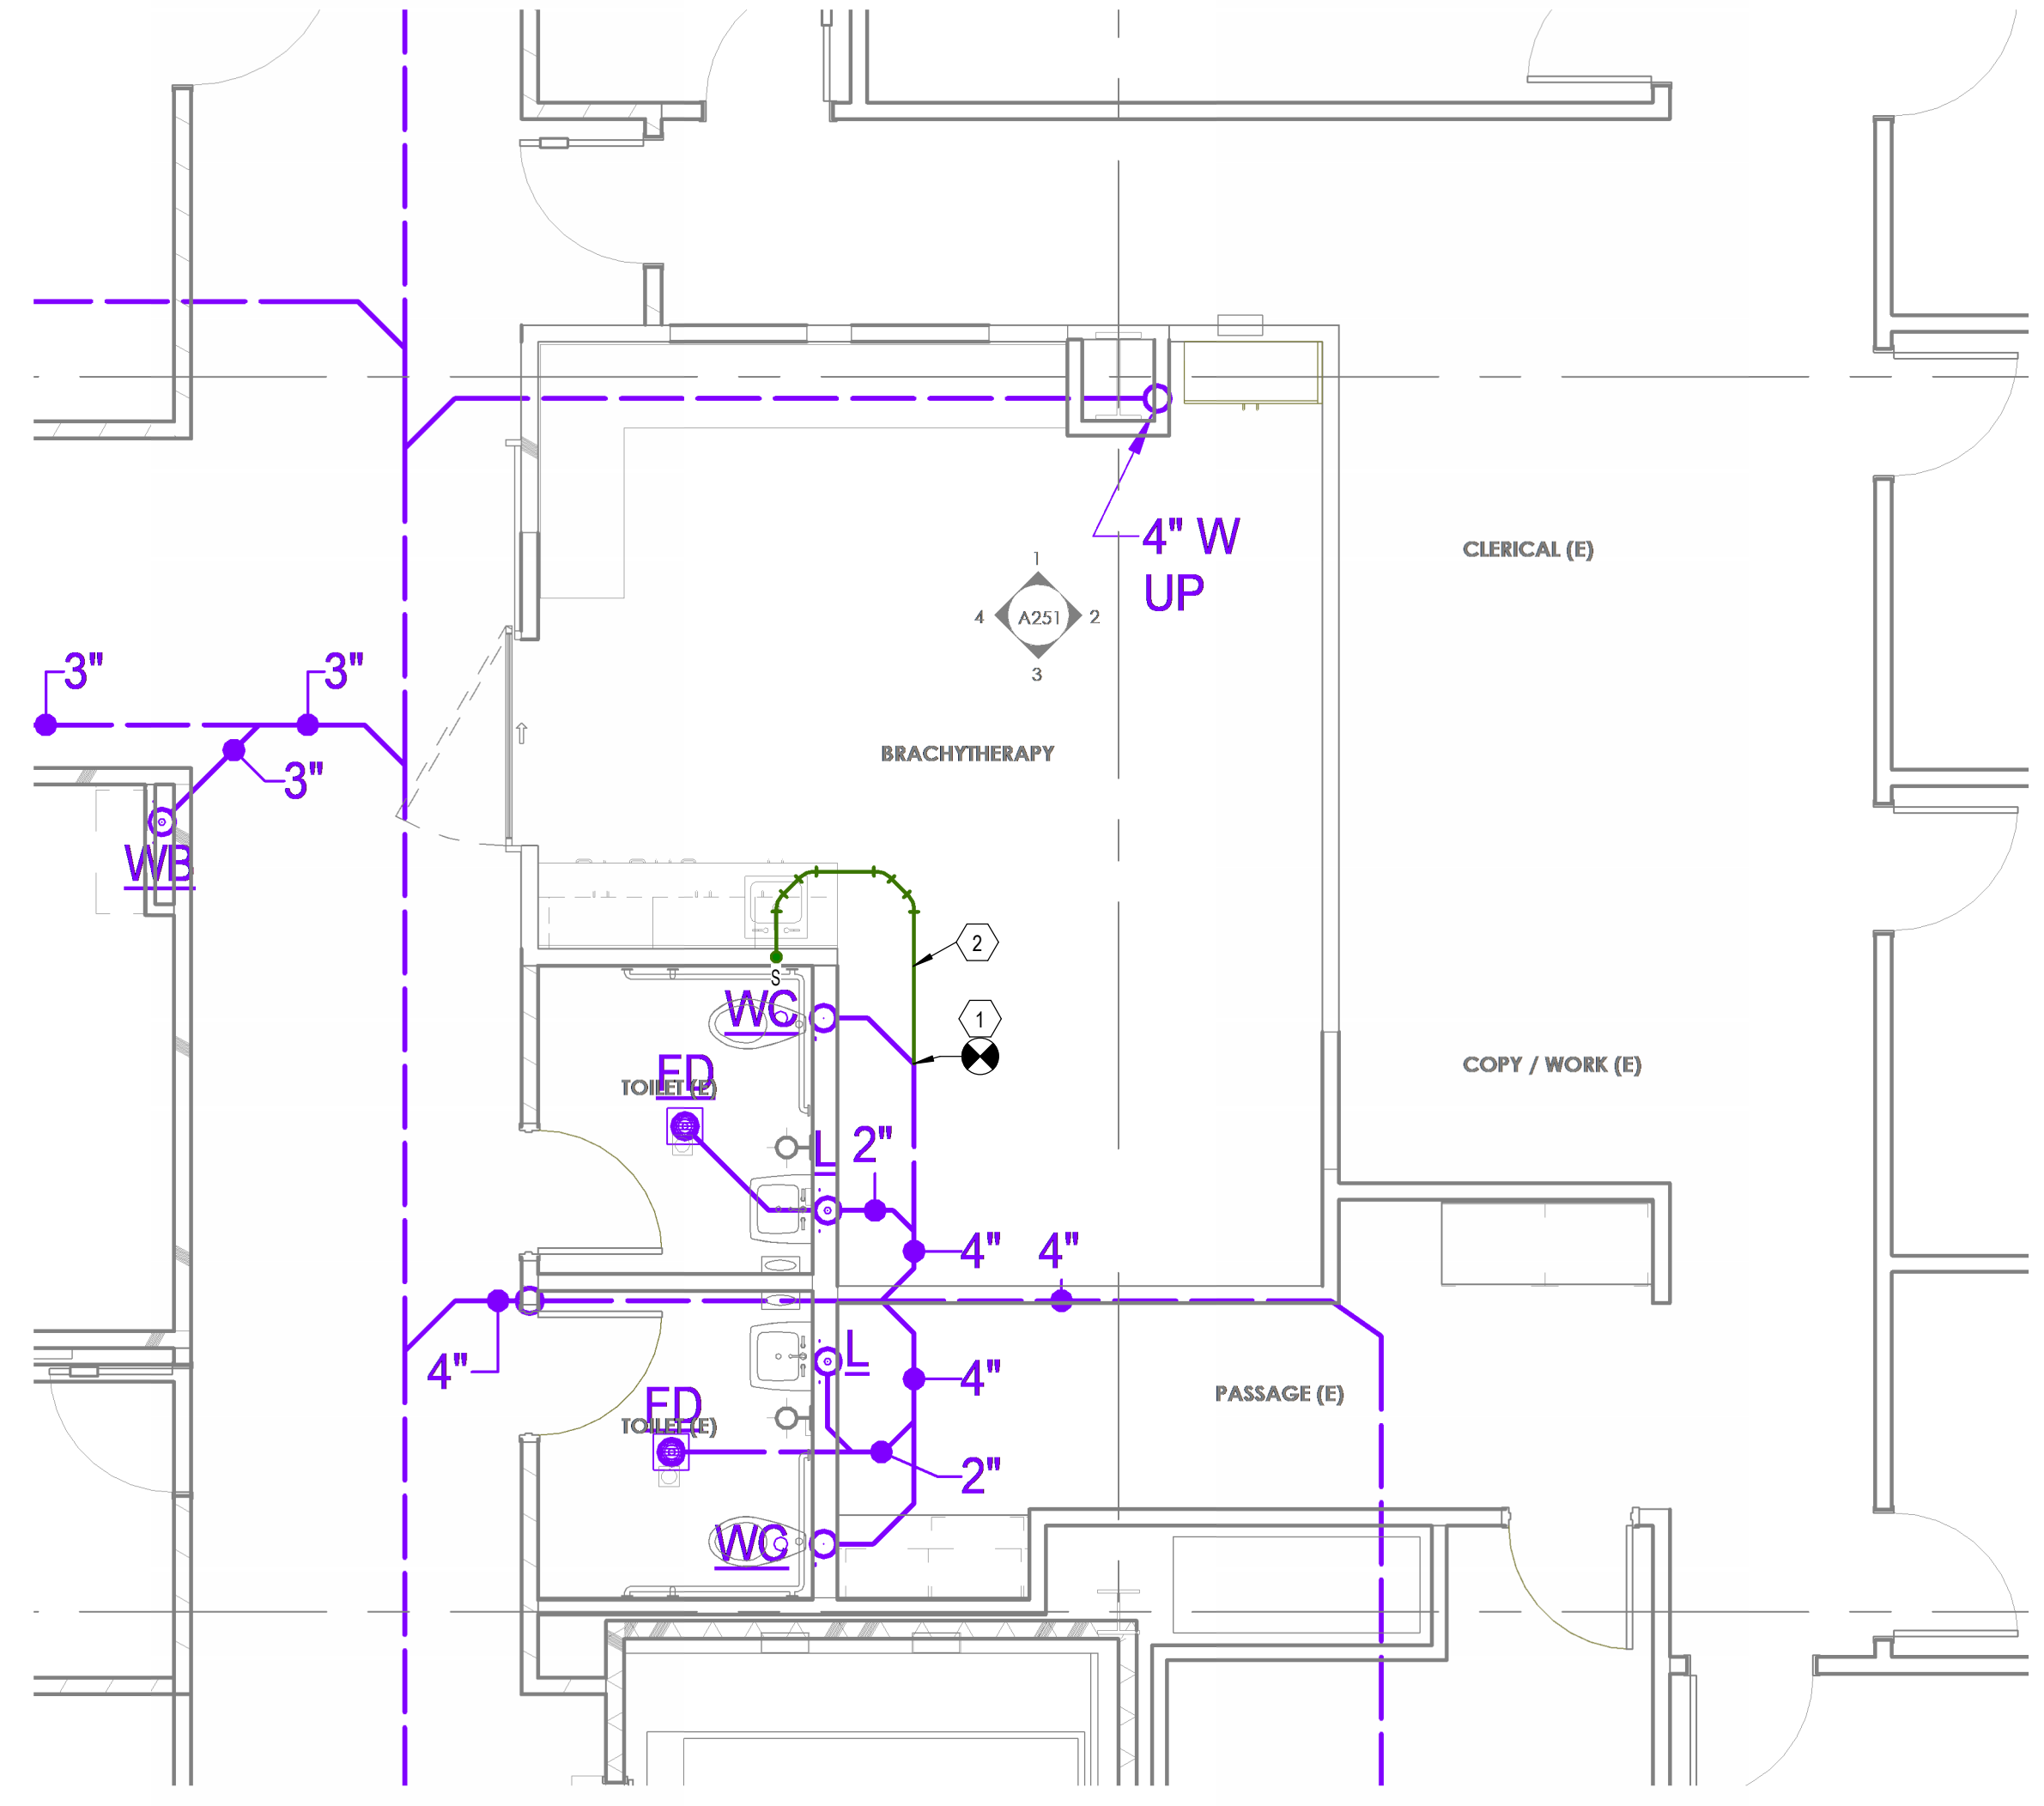 4" W
UP
CLERICAL (E)
1
4
A251
2
3
3"
3"
3"
BRACHYTHERAPY
WB
2
S
WC
1
FD
TOILET (E)
COPY / WORK (E)
L
2"
4"
4"
4"
L
4"
FD
TOILET (E)
PASSAGE (E)
2"
WC